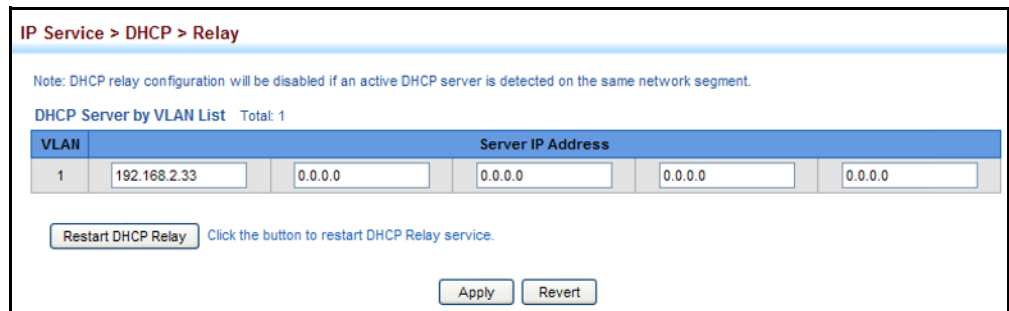 IP Service > DHCP > Relay
Note: DHCP relay configuration will be disabled if an active DHCP server is detected on the same network segment.
DHCP Server by VLAN List Total: 1
VLAN Server IP Address
1 192.168.2.33 0.0.0.0 0.0.0.0 0.0.0.0 0.0.0.0
Restart DHCP Relay Click the button to restart DHCP Relay service.
Apply Revert